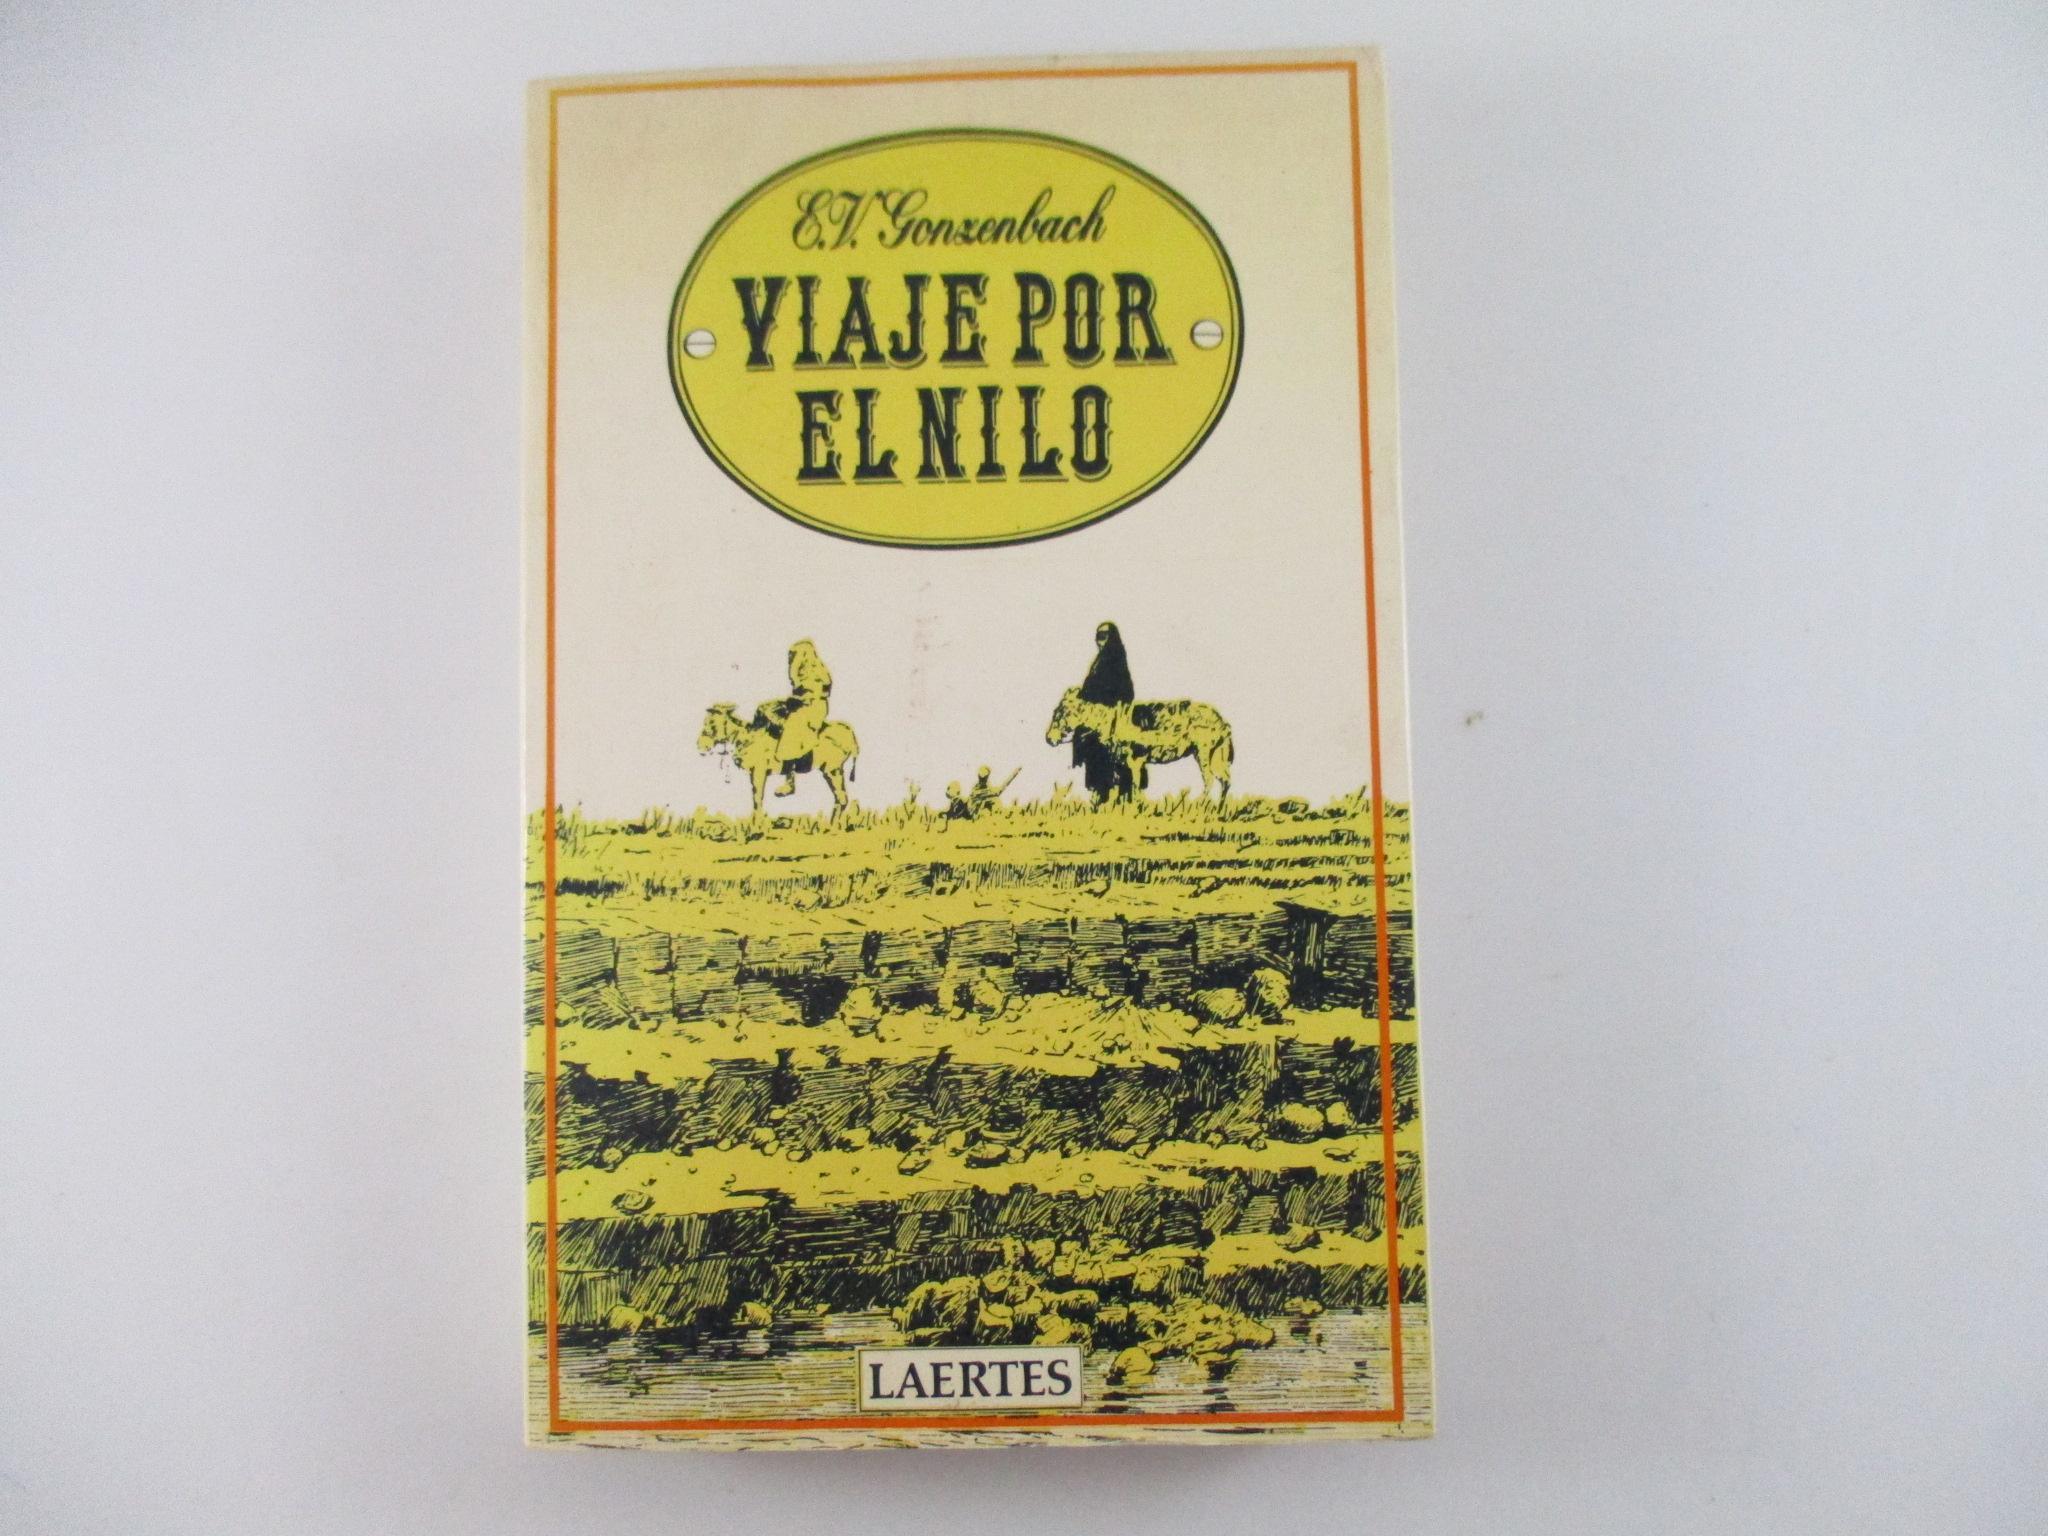 E.V. Gonzenbach
VIAJE POR
EL NILO
LAERTES